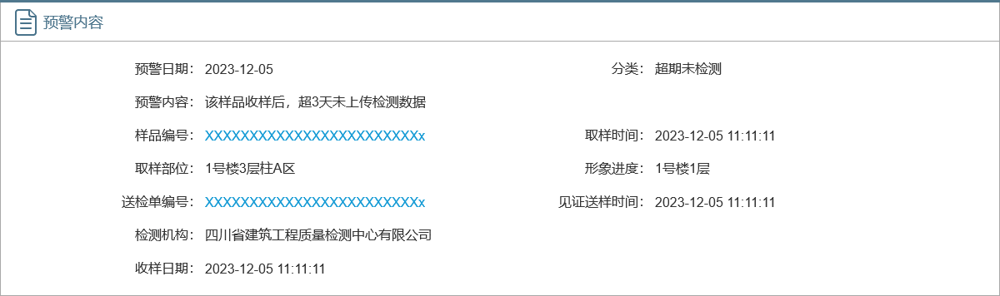 预警内容
预警日期： 2023-12-05 分类： 超期未检测
预警内容： 该样品收样后，超3天未上传检测数据
样品编号： XXXXXXXXXXXXXXXXXXXXXXXXx 取样时间： 2023-12-05 11:11:11
取样部位： 1号楼3层柱A区 形象进度： 1号楼1层
送检单编号： XXXXXXXXXXXXXXXXXXXXXXXXx 见证送样时间： 2023-12-05 11:11:11
检测机构： 四川省建筑工程质量检测中心有限公司
收样日期： 2023-12-05 11:11:11